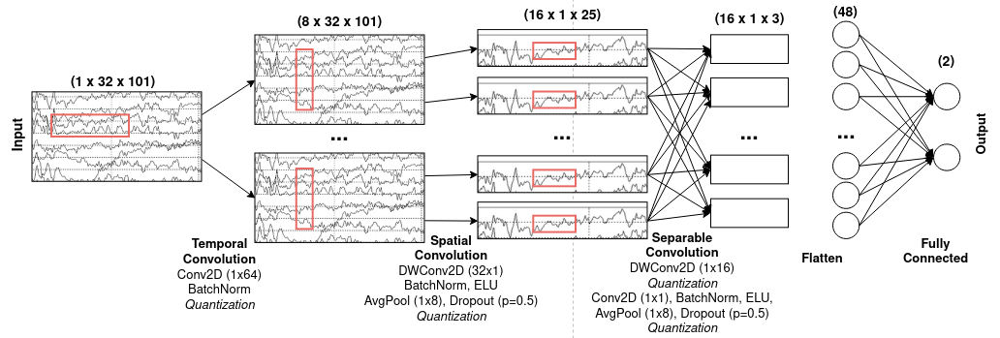 Input
(1 x 32 x 101)
(8 x 32 x 101)
...
(16 x 1 x 25)
...
(16 x 1 x 3)
...
(48)
...
(2)
Output
Temporal
Convolution
Conv2D (1x64)
BatchNorm
Quantization
Spatial
Convolution
DWConv2D (32x1)
BatchNorm, ELU
AvgPool (1x8), Dropout (p=0.5)
Quantization
Separable
Convolution
DWConv2D (1x16)
Quantization
Conv2D (1x1), BatchNorm, ELU,
AvgPool (1x8), Dropout (p=0.5)
Quantization
Flatten
Fully
Connected